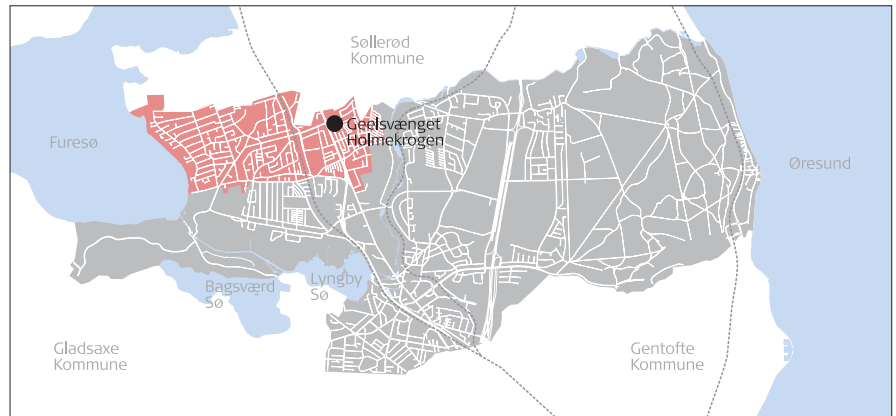 Søllerød
Kommune
Geelsvænget
Holmekrogen
Furesø
Øresund
Bagsværd
Sø
Lyngby
Sø
Gladsaxe
Kommune
Gentofte
Kommune